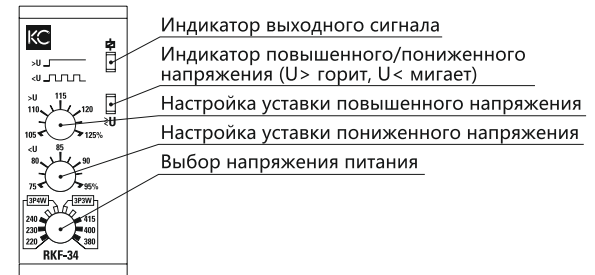 КС
Индикатор выходного сигнала
Индикатор повышенного/пониженного
напряжения (U> горит, U< мигает)
Настройка уставки повышенного напряжения
Настройка уставки пониженного напряжения
Выбор напряжения питания
>U
<U
>U
115
110
120
105
125%
≷U
<U
85
80
90
75
95%
3P4W
3P3W
240
415
230
400
220
380
RKF-34